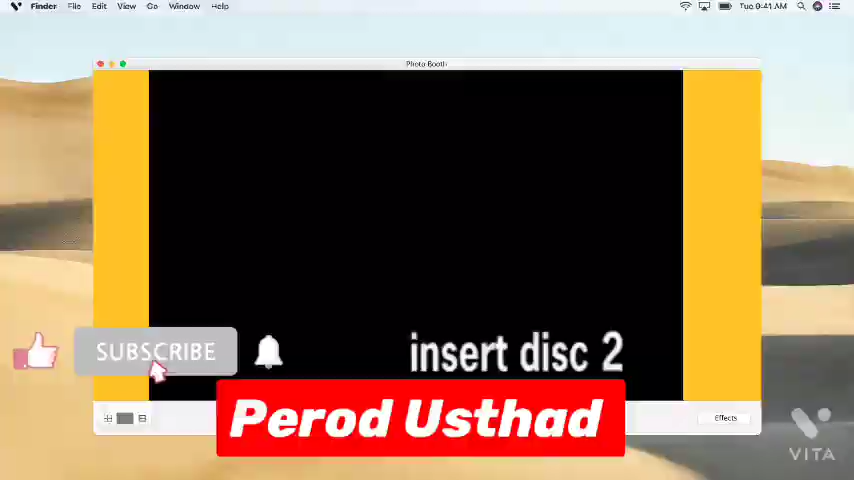 Finder File Edit View Go Window Help Tue 9:41 AM
Photo Booth
insert disc 2
SUBSCRIBE
Perod Usthad
Effects
VITA